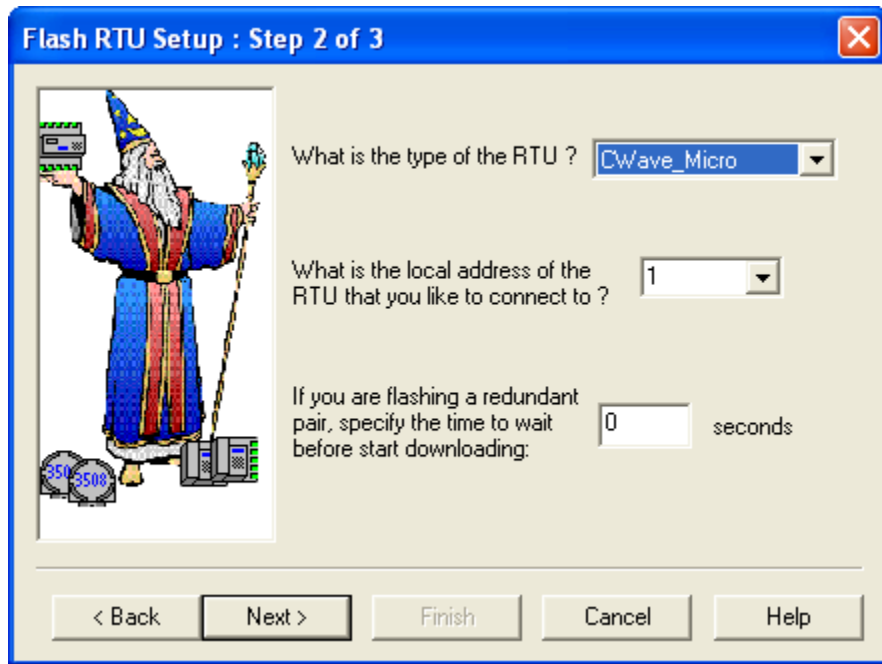 Flash RTU Setup : Step 2 of 3
What is the type of the RTU ?
CWave_Micro
What is the local address of the
RTU that you like to connect to ?
1
If you are flashing a redundant
pair, specify the time to wait
before start downloading:
0
seconds
350
3508
< Back
Next >
Finish
Cancel
Help